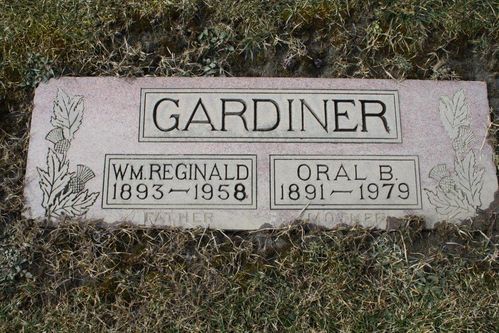 GARDINER
WM. REGINALD
1893 — 1958
FATHER
ORAL B.
1891 — 1979
MOTHER